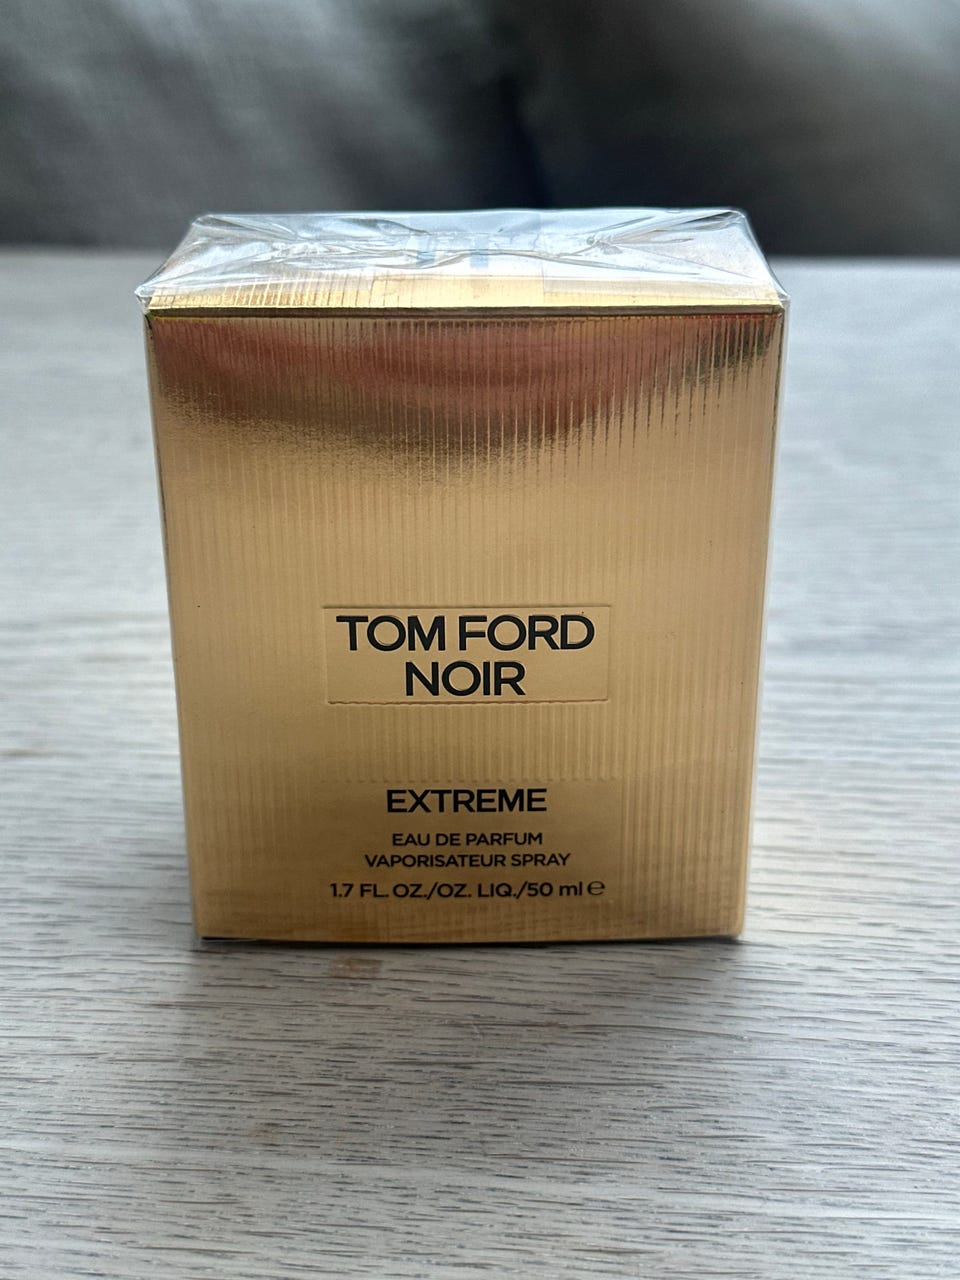 TOM FORD
NOIR
EXTREME
EAU DE PARFUM
VAPORISATEUR SPRAY
1.7 FL. OZ./OZ. LIQ./50 ml ℮